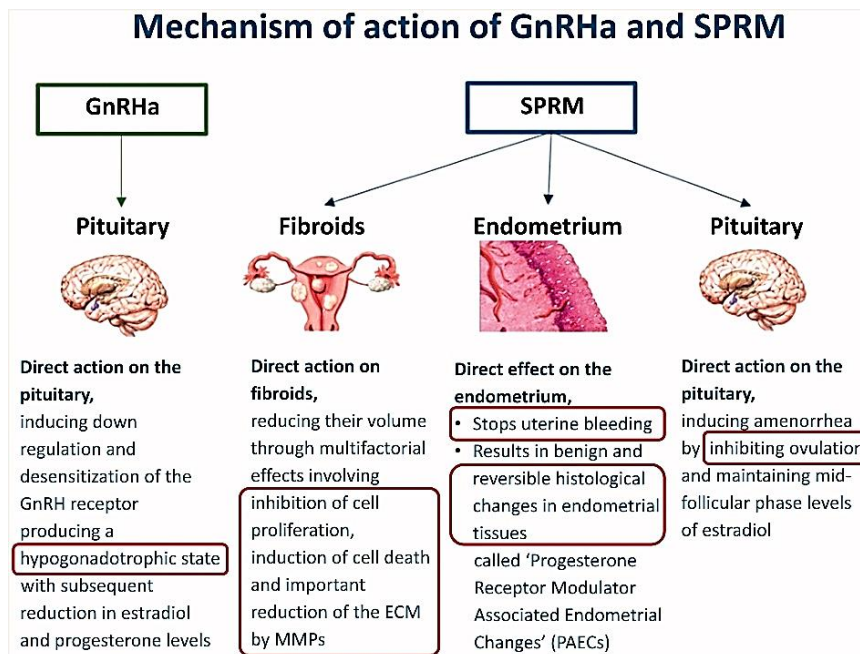 Mechanism of action of GnRHa and SPRM
GnRHa
SPRM
Pituitary
Fibroids
Endometrium
Pituitary
Direct action on the
pituitary,
inducing down
regulation and
desensitization of the
GnRH receptor
producing a
hypogonadotrophic state
with subsequent
reduction in estradiol
and progesterone levels
Direct action on
fibroids,
reducing their volume
through multifactorial
effects involving
inhibition of cell
proliferation,
induction of cell death
and important
reduction of the ECM
by MMPs
Direct effect on the
endometrium,
• Stops uterine bleeding
• Results in benign and
reversible histological
changes in endometrial
tissues
called ‘Progesterone
Receptor Modulator
Associated Endometrial
Changes’ (PAECs)
Direct action on the
pituitary,
inducing amenorrhea
by inhibiting ovulation
and maintaining mid-
follicular phase levels
of estradiol